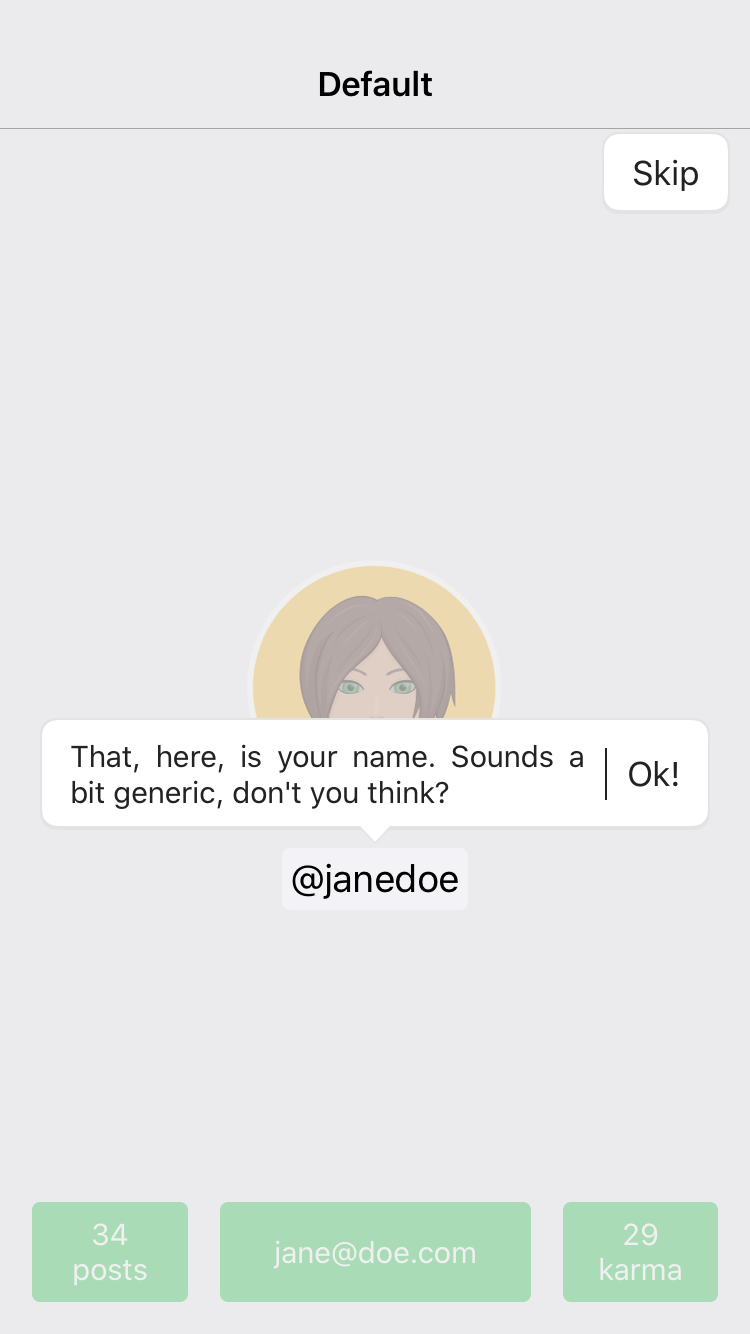 Default
Skip
That, here, is your name. Sounds a
bit generic, don't you think?
Ok!
@janedoe
34
posts
jane@doe.com
29
karma